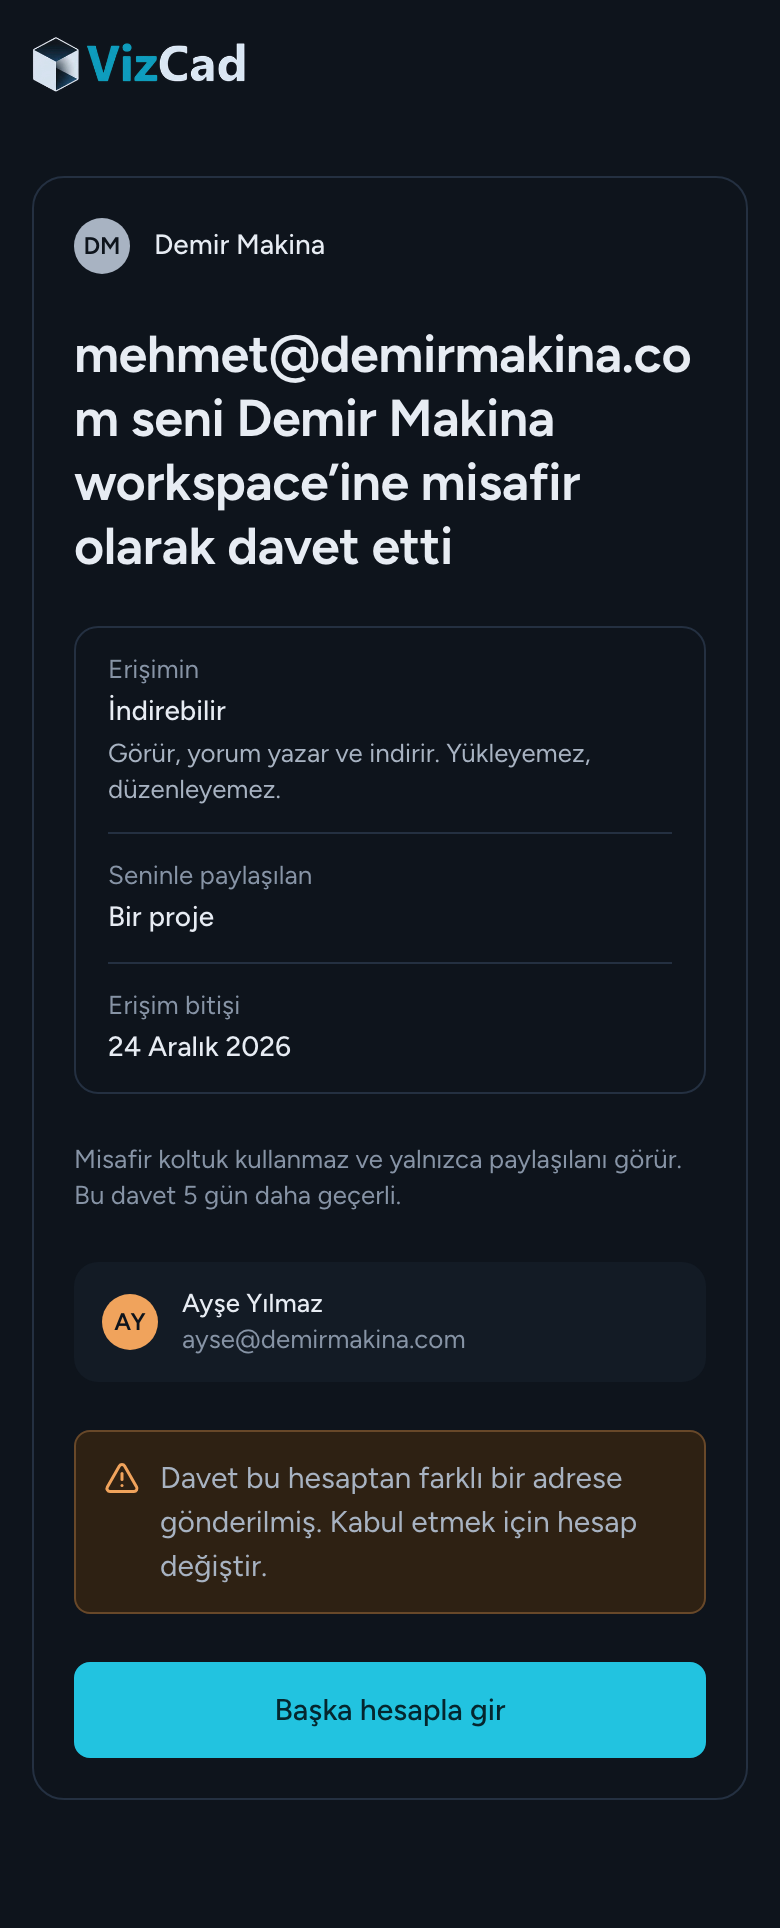 VizCad
DM Demir Makina
mehmet@demirmakina.co
m seni Demir Makina
workspace’ine misafir
olarak davet etti
Erişimin
İndirebilir
Görür, yorum yazar ve indirir. Yükleyemez,
düzenleyemez.
Seninle paylaşılan
Bir proje
Erişim bitişi
24 Aralık 2026
Misafir koltuk kullanmaz ve yalnızca paylaşılanı görür.
Bu davet 5 gün daha geçerli.
AY
Ayşe Yılmaz
ayse@demirmakina.com
Davet bu hesaptan farklı bir adrese
gönderilmiş. Kabul etmek için hesap
değiştir.
Başka hesapla gir